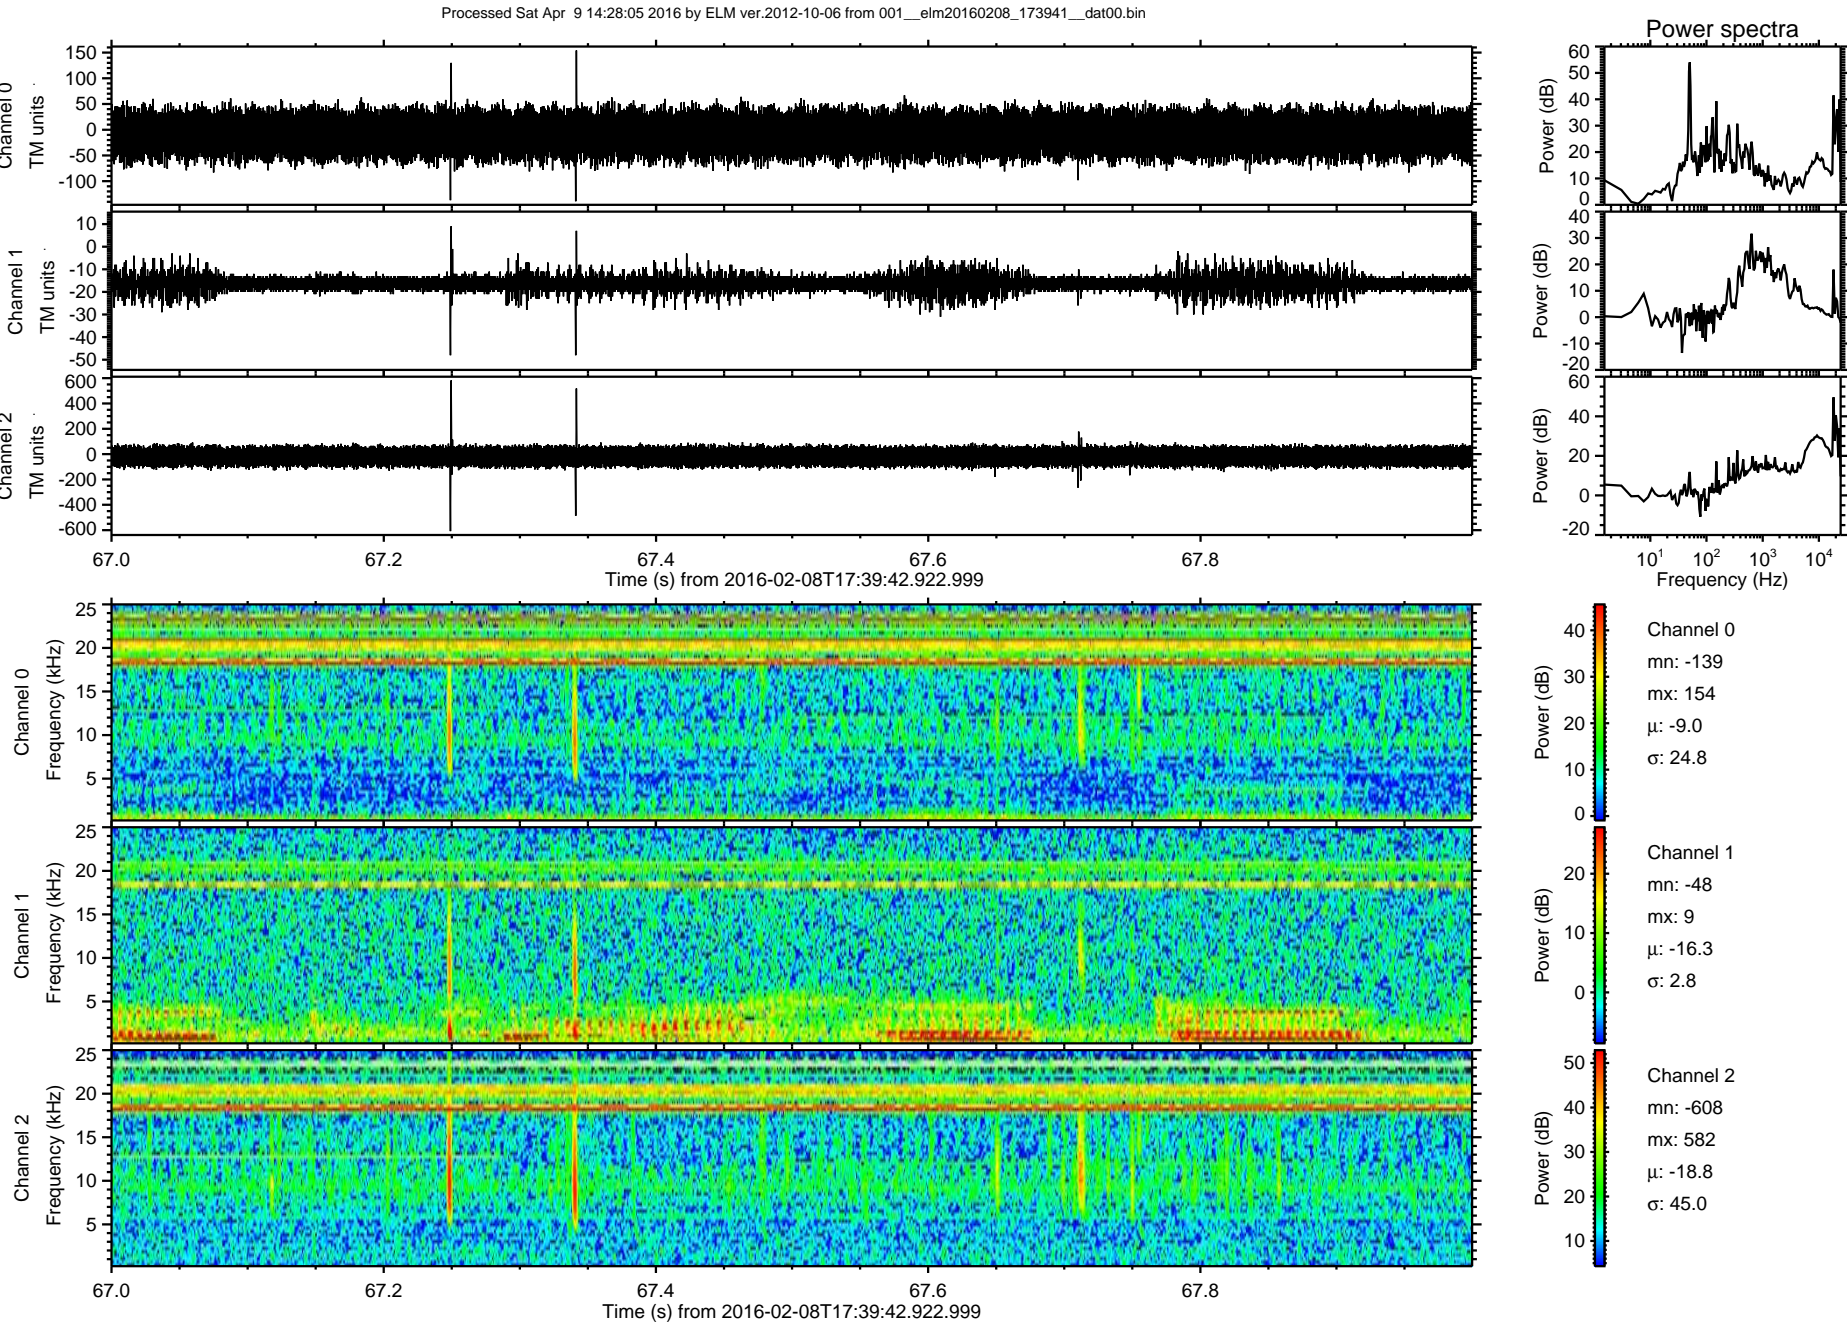 Processed Sat Apr 9 14:28:05 2016 by ELM ver.2012-10-06 from 001__elm20160208_173941__dat00.bin
Power spectra
Channel 0
TM units
150
100
50
0
-50
-100
Power (dB)
60
50
40
30
20
10
0
Channel 1
TM units
10
0
-10
-20
-30
-40
-50
Power (dB)
40
30
20
10
0
-10
-20
Channel 2
TM units
600
400
200
0
-200
-400
-600
Power (dB)
60
40
20
0
-20
67.0 67.2 67.4 67.6 67.8
Time (s) from 2016-02-08T17:39:42.922.999
10¹ 10² 10³ 10⁴
Frequency (Hz)
Channel 0
Frequency (kHz)
25
20
15
10
5
Power (dB)
40
30
20
10
0
Channel 0
mn: -139
mx: 154
μ: -9.0
σ: 24.8
Channel 1
Frequency (kHz)
25
20
15
10
5
Power (dB)
20
10
0
Channel 1
mn: -48
mx: 9
μ: -16.3
σ: 2.8
Channel 2
Frequency (kHz)
25
20
15
10
5
Power (dB)
50
40
30
20
10
Channel 2
mn: -608
mx: 582
μ: -18.8
σ: 45.0
67.0 67.2 67.4 67.6 67.8
Time (s) from 2016-02-08T17:39:42.922.999